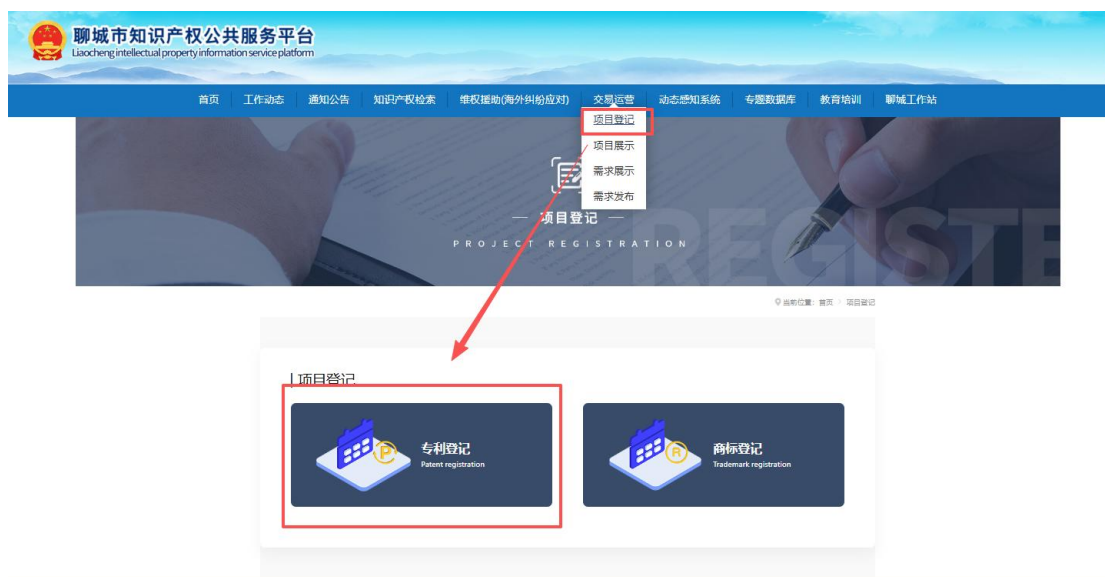 聊城市知识产权公共服务平台
Liaocheng intellectual property information service platform
首页 工作动态 通知公告 知识产权检索 维权援助(海外纠纷应对) 交易运营 动态感知系统 专题数据库 教育培训 聊城工作站
项目登记
项目展示
需求展示
需求发布
项目登记
PROJECT REGISTRATION
REGISTE
当前位置: 首页 > 项目登记
项目登记
P
专利登记
Patent registration
R
商标登记
Trademark registration